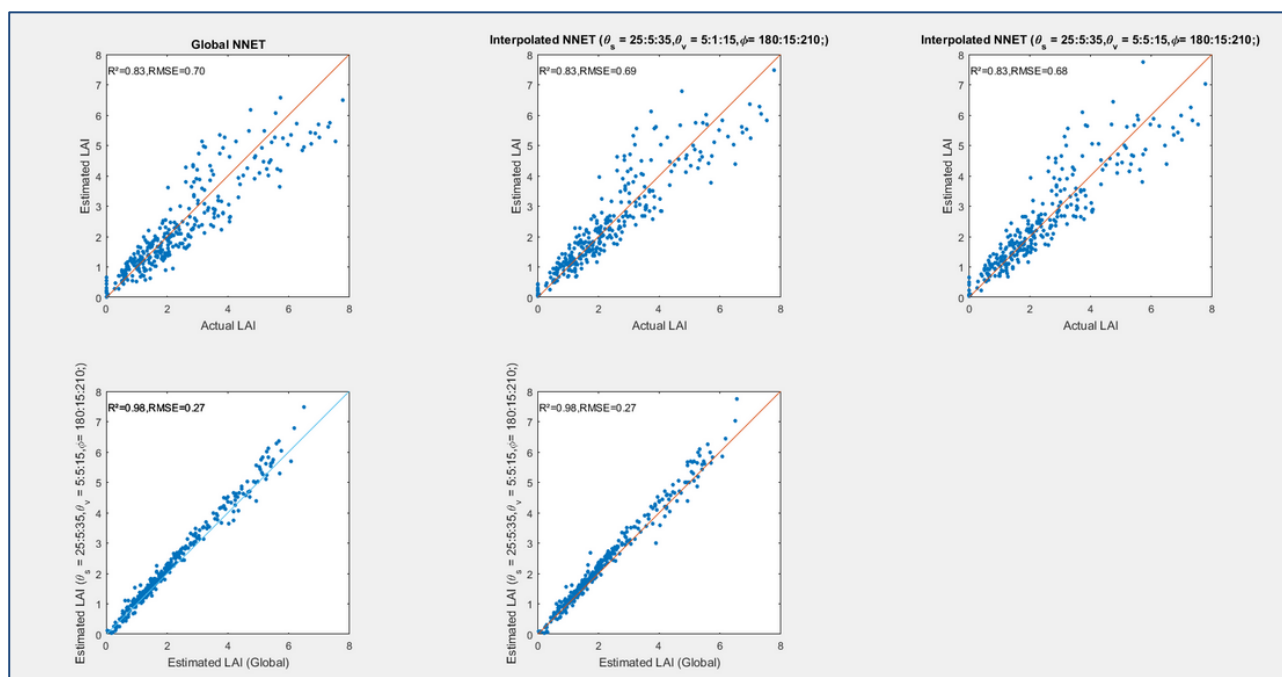 Global NNET
R²=0.83,RMSE=0.70
8
7
6
5
4
3
2
1
0
Estimated LAI
0 2 4 6 8
Actual LAI
Interpolated NNET (θs = 25:5:35,θv = 5:1:15,ϕ= 180:15:210;)
R²=0.83,RMSE=0.69
8
7
6
5
4
3
2
1
0
Estimated LAI
0 2 4 6 8
Actual LAI
Interpolated NNET (θs = 25:5:35,θv = 5:5:15,ϕ= 180:15:210;)
R²=0.83,RMSE=0.68
8
7
6
5
4
3
2
1
0
Estimated LAI
0 2 4 6 8
Actual LAI
Estimated LAI (θs = 25:5:35,θv = 5:5:15,ϕ= 180:15:210;)
R²=0.98,RMSE=0.27
8
7
6
5
4
3
2
1
0
0 2 4 6 8
Estimated LAI (Global)
Estimated LAI (θs = 25:5:35,θv = 5:5:15,ϕ= 180:15:210;)
R²=0.98,RMSE=0.27
8
7
6
5
4
3
2
1
0
0 2 4 6 8
Estimated LAI (Global)